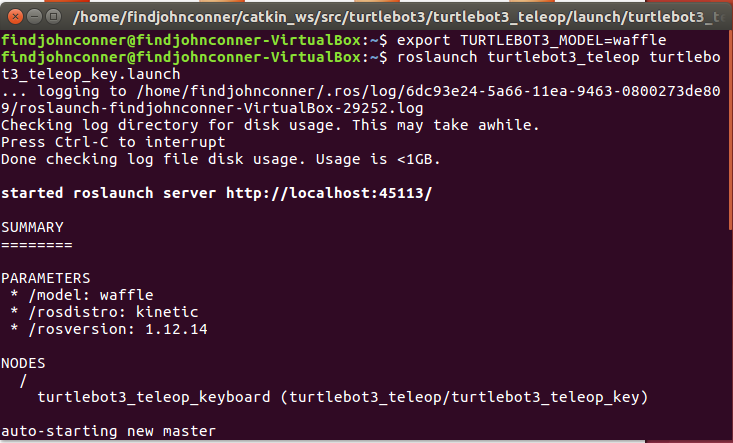 /home/findjohnconner/catkin_ws/src/turtlebot3/turtlebot3_teleop/launch/turtlebot3_te
findjohnconner@findjohnconner-VirtualBox:~$ export TURTLEBOT3_MODEL=waffle
findjohnconner@findjohnconner-VirtualBox:~$ roslaunch turtlebot3_teleop turtlebo
t3_teleop_key.launch
... logging to /home/findjohnconner/.ros/log/6dc93e24-5a66-11ea-9463-0800273de80
9/roslaunch-findjohnconner-VirtualBox-29252.log
Checking log directory for disk usage. This may take awhile.
Press Ctrl-C to interrupt
Done checking log file disk usage. Usage is <1GB.
started roslaunch server http://localhost:45113/
SUMMARY
========
PARAMETERS
* /model: waffle
* /rosdistro: kinetic
* /rosversion: 1.12.14
NODES
/
turtlebot3_teleop_keyboard (turtlebot3_teleop/turtlebot3_teleop_key)
auto-starting new master